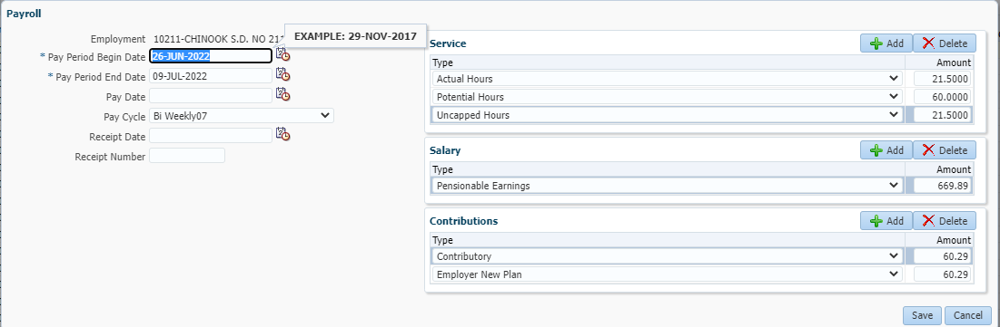 Payroll
Employment 10211-CHINOOK S.D. NO 211
EXAMPLE: 29-NOV-2017
* Pay Period Begin Date 26-JUN-2022
* Pay Period End Date 09-JUL-2022
Pay Date
Pay Cycle Bi Weekly07
Receipt Date
Receipt Number
Service Add Delete
Type Amount
Actual Hours 21.5000
Potential Hours 60.0000
Uncapped Hours 21.5000
Salary Add Delete
Type Amount
Pensionable Earnings 669.89
Contributions Add Delete
Type Amount
Contributory 60.29
Employer New Plan 60.29
Save Cancel